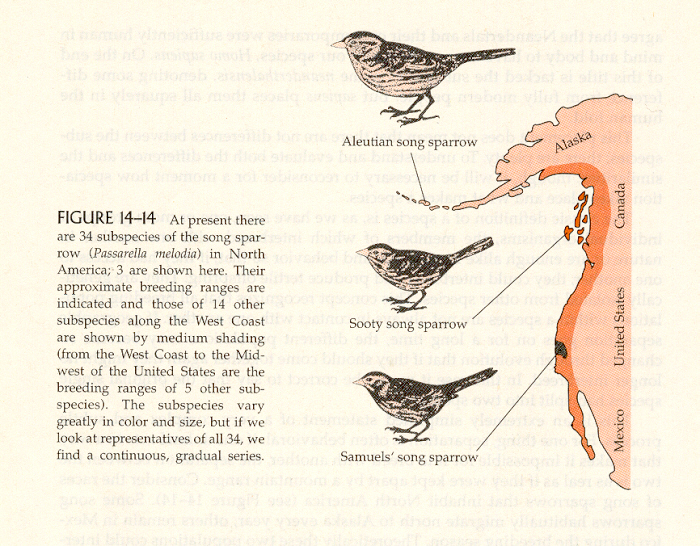 Aleutian song sparrow
Alaska
Canada
FIGURE 14–14 At present there
are 34 subspecies of the song spar-
row (Passarella melodia) in North
America; 3 are shown here. Their
approximate breeding ranges are
indicated and those of 14 other
subspecies along the West Coast
are shown by medium shading
(from the West Coast to the Mid-
west of the United States are the
breeding ranges of 5 other sub-
species). The subspecies vary
greatly in color and size, but if we
look at representatives of all 34, we
find a continuous, gradual series.
Sooty song sparrow
United States
Mexico
Samuels' song sparrow